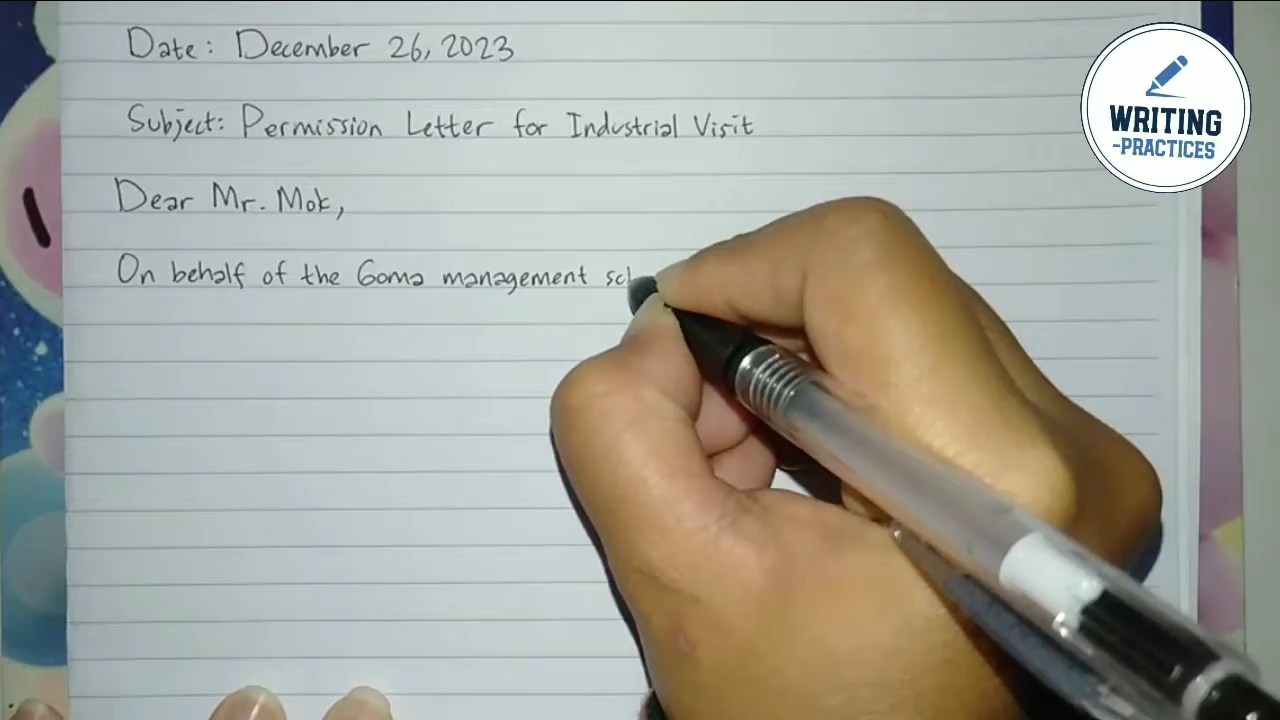 Date: December 26, 2023
Subject: Permission Letter for Industrial Visit
Dear Mr. Mok,
On behalf of the Goma management
WRITING
-PRACTICES